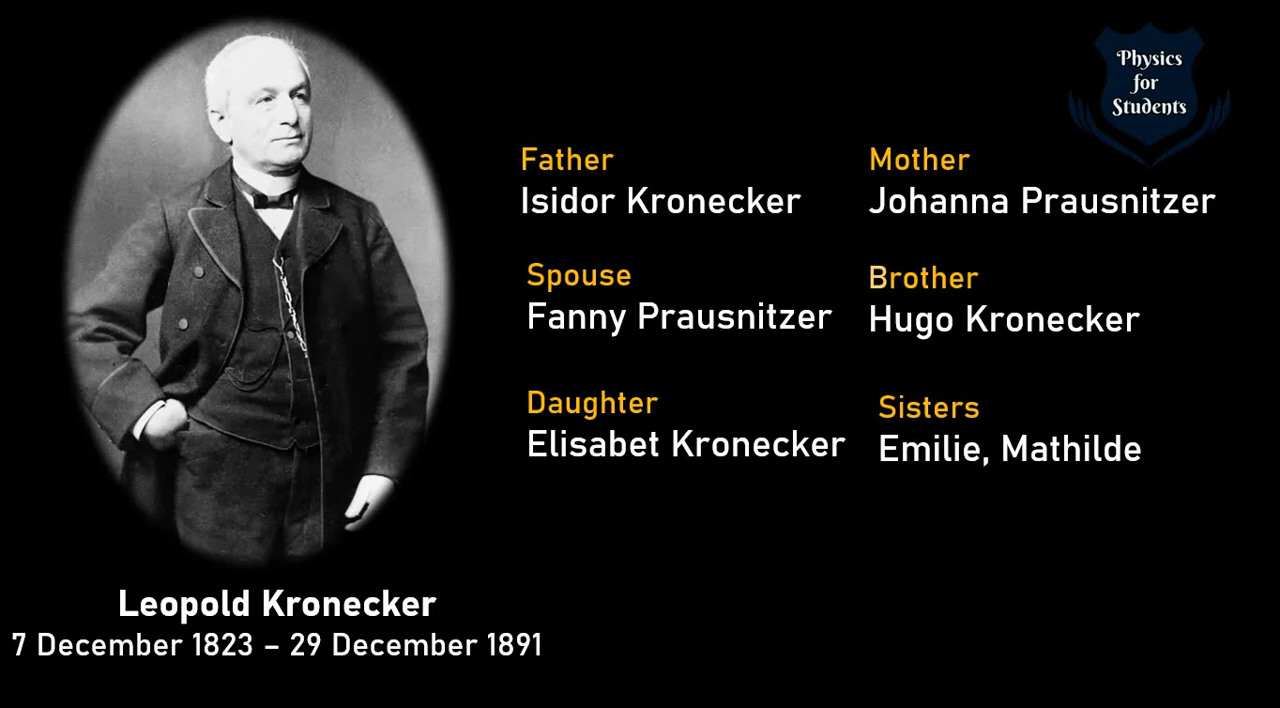 Physics
for
Students
Father
Isidor Kronecker
Mother
Johanna Prausnitzer
Spouse
Fanny Prausnitzer
Brother
Hugo Kronecker
Daughter
Elisabet Kronecker
Sisters
Emilie, Mathilde
Leopold Kronecker
7 December 1823 – 29 December 1891